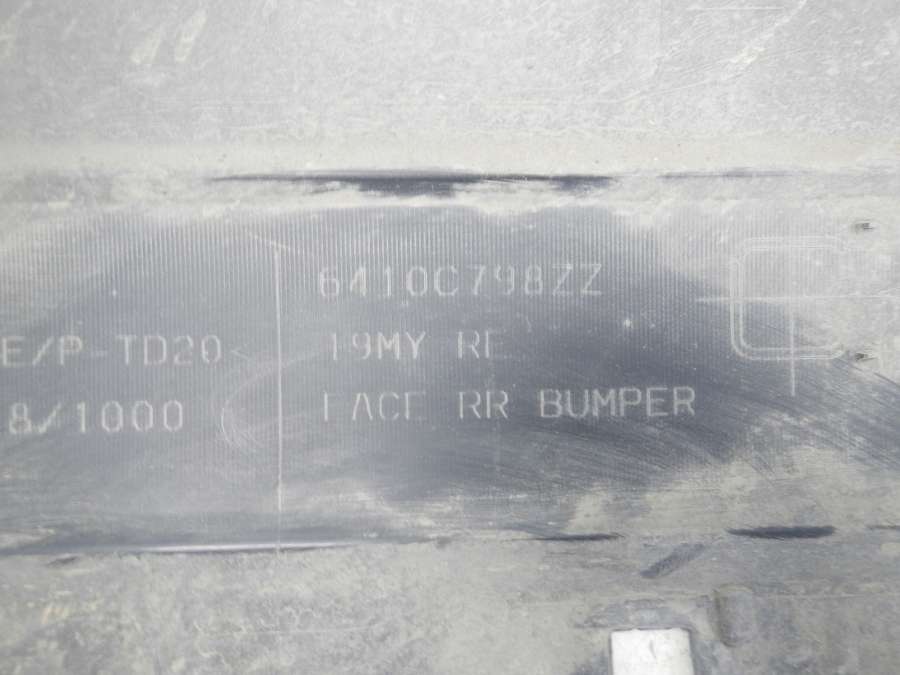 6410C798ZZ
E/P-TD20
19MY RE
8/1000
FACE RR BUMPER